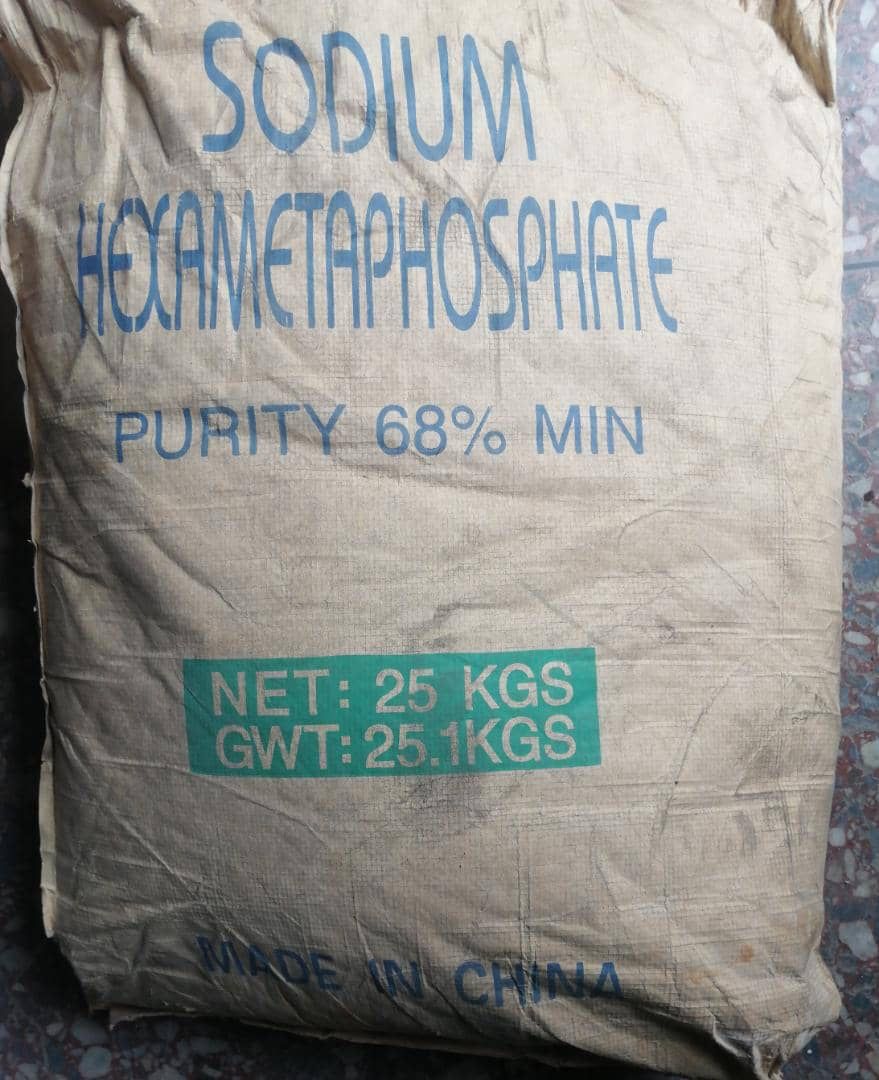 SODIUM
HEXAMETAPHOSPHATE
PURITY 68% MIN
NET: 25 KGS
GWT: 25.1KGS
MADE IN CHINA